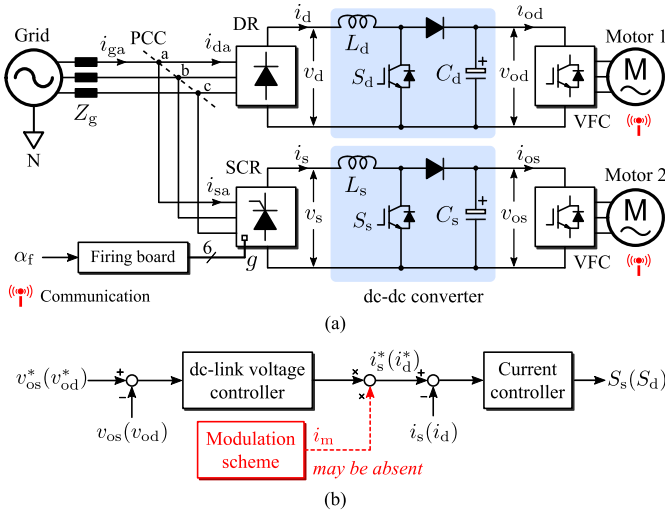 Grid
i_ga
PCC
i_da
DR
i_d
L_d
S_d
C_d
v_d
v_od
i_od
Motor 1
M
VFC
a
b
c
Z_g
N
SCR
i_sa
i_s
L_s
S_s
C_s
v_s
v_os
i_os
Motor 2
M
VFC
α_f
Firing board
6
g
Communication
dc-dc converter
(a)
v*_os(v*_od)
+
−
v_os(v_od)
dc-link voltage
controller
×
×
i*_s(i*_d)
+
−
i_s(i_d)
Current
controller
S_s(S_d)
Modulation
scheme
i_m
may be absent
(b)